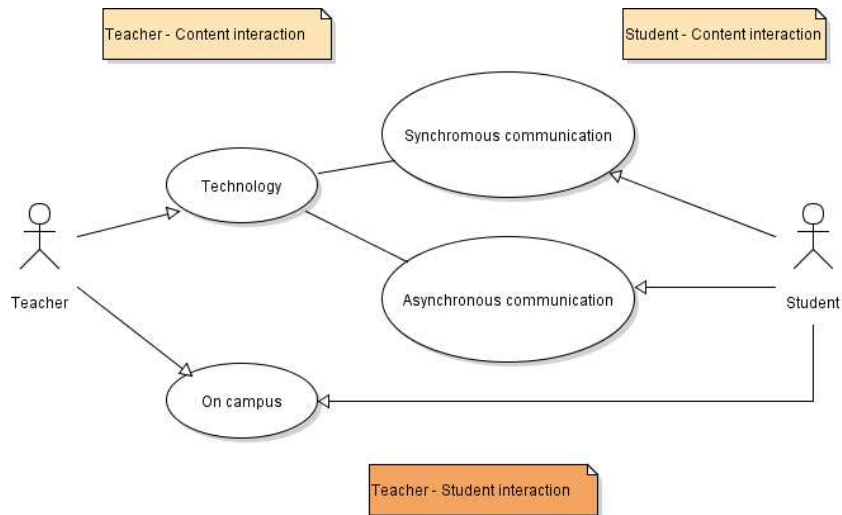 Teacher - Content interaction
Student - Content interaction
Synchromous communication
Technology
Teacher
Asynchronous communication
Student
On campus
Teacher - Student interaction